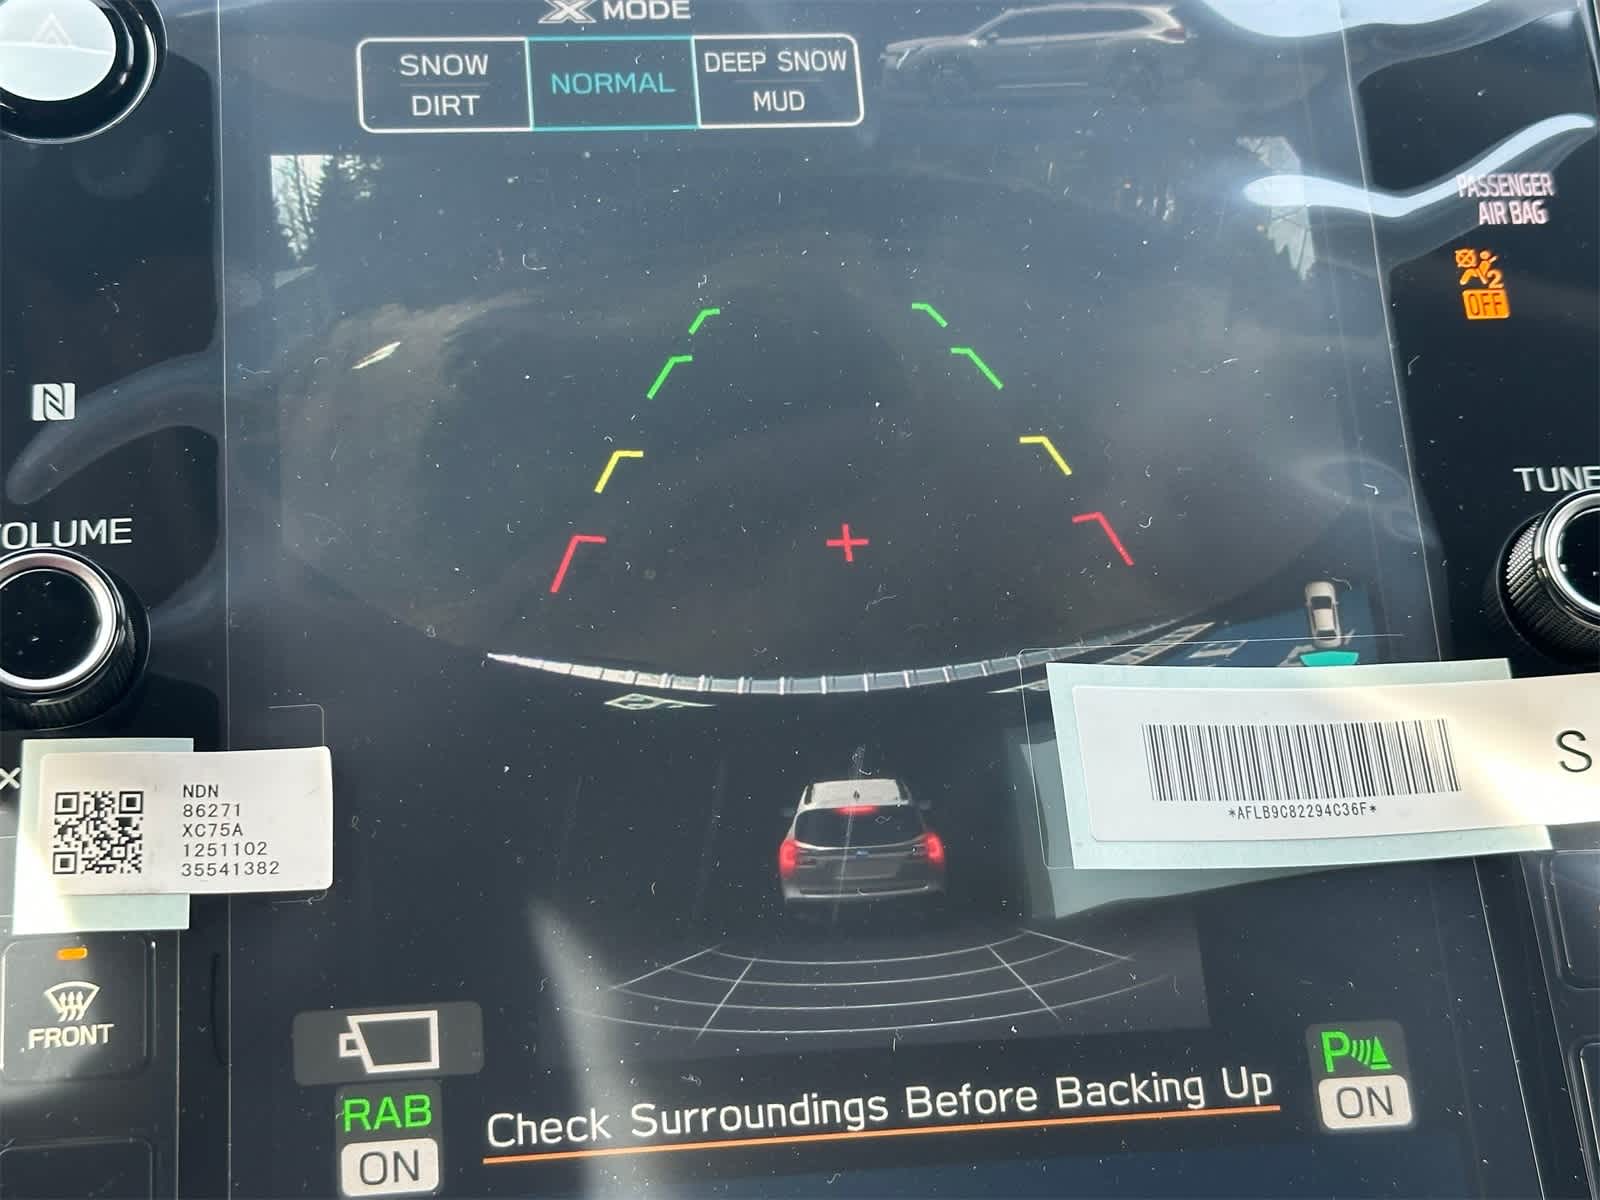 X MODE
SNOW
DIRT
NORMAL
DEEP SNOW
MUD
PASSENGER
AIR BAG
2
OFF
N
OLUME
TUNE
NDN
86271
XC75A
1251102
35541382
*AFLB9C82294C36F*
S
FRONT
RAB
ON
Check Surroundings Before Backing Up
P
ON